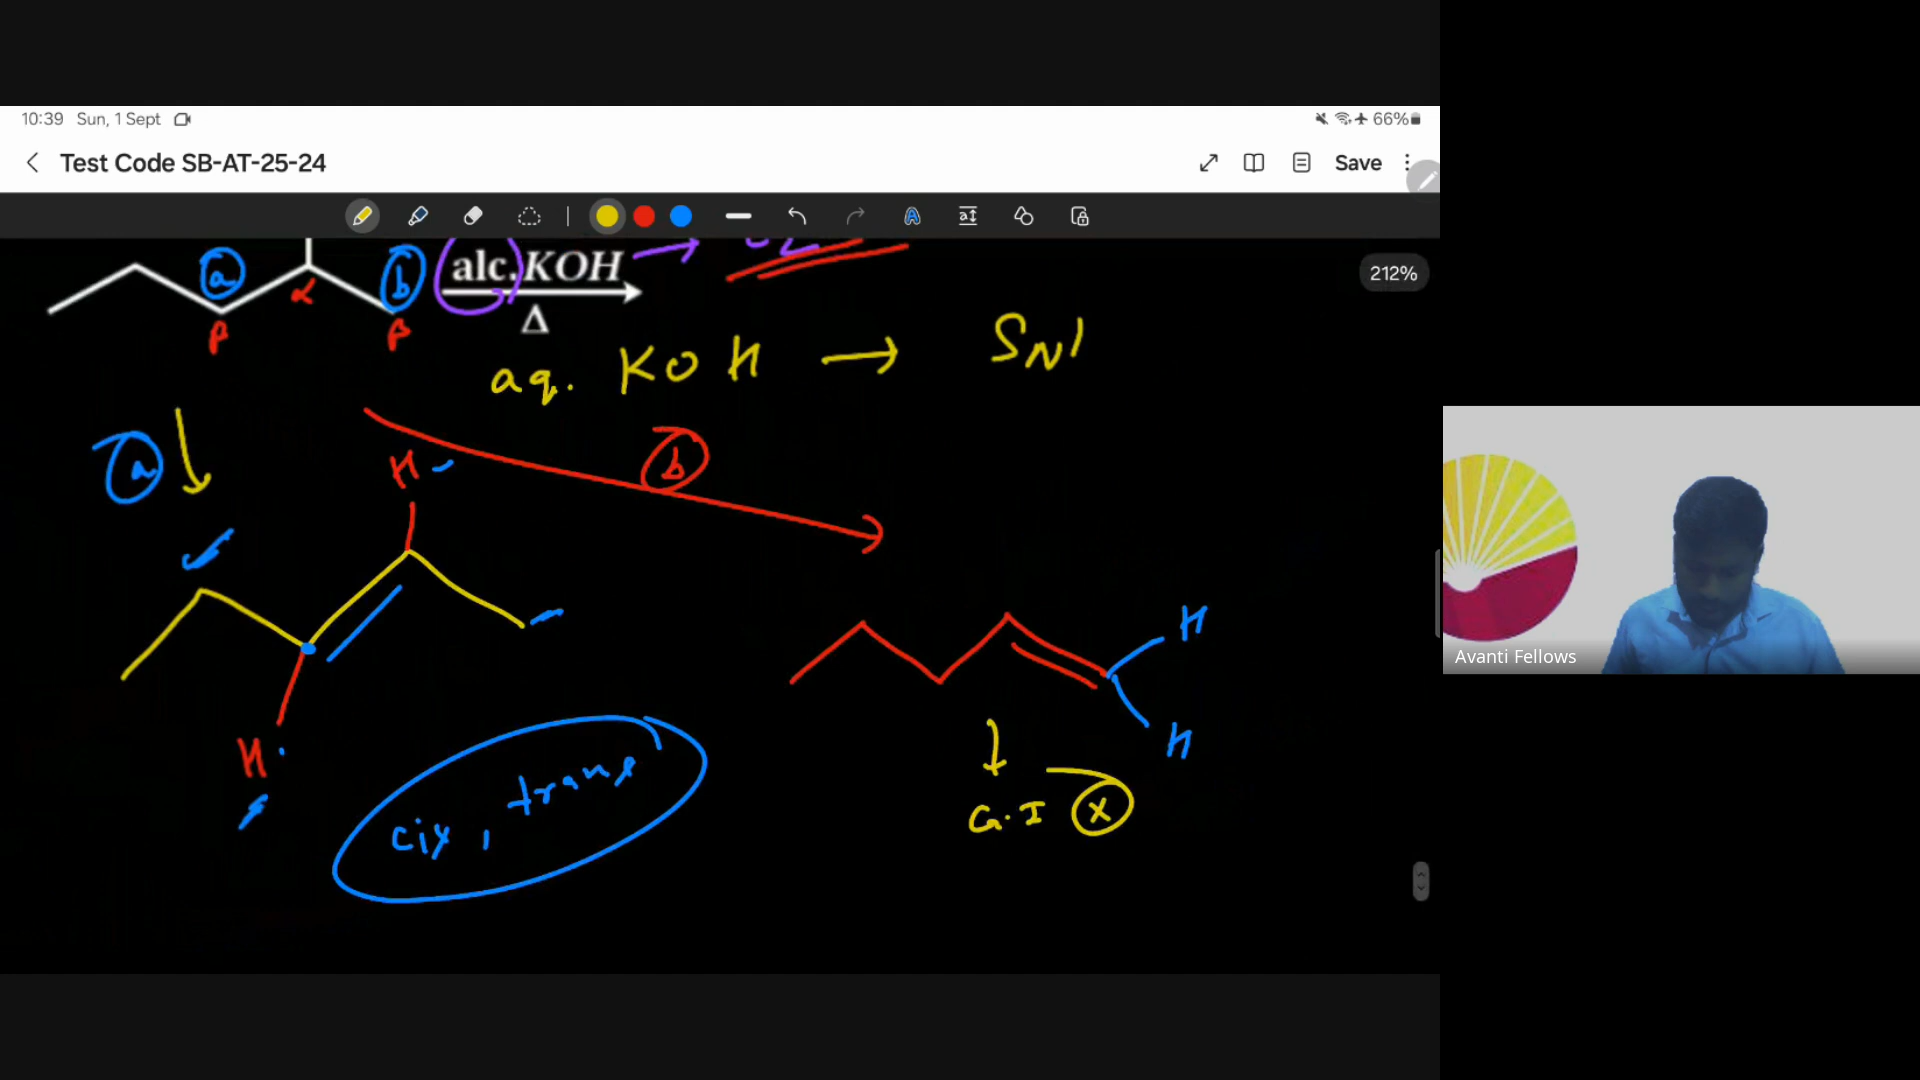 10:39 Sun, 1 Sept 66%
Test Code SB-AT-25-24 Save
212%
a α b alc. KOH →
β β Δ
aq. KOH → SN1
a
b
H
H
H
H
cis, trans
G.I X
Avanti Fellows